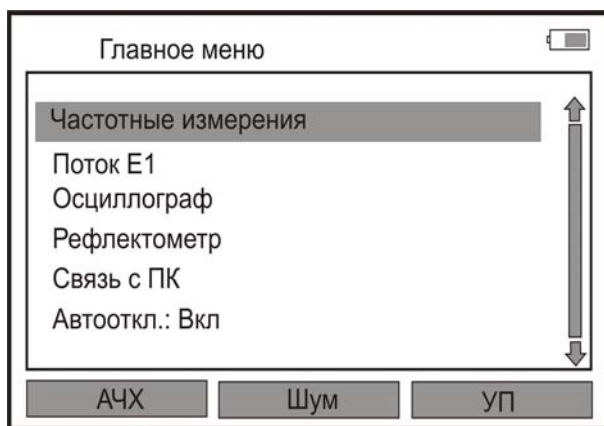 Главное меню
Частотные измерения
Поток Е1
Осциллограф
Рефлектометр
Связь с ПК
Автооткл.: Вкл
АЧХ Шум УП